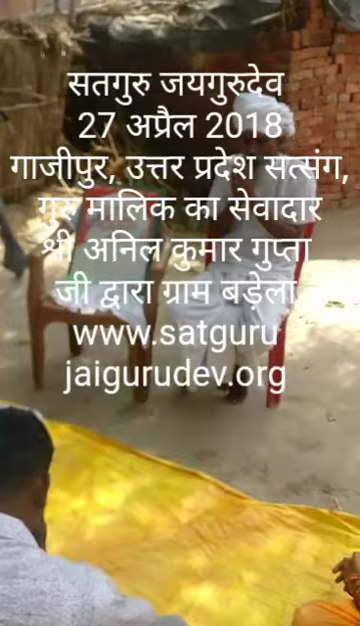 सतगुरु जयगुरुदेव
27 अप्रैल 2018
गाजीपुर, उत्तर प्रदेश सत्संग,
गुरु मालिक का सेवादार
श्री अनिल कुमार गुप्ता
जी द्वारा ग्राम बड़ेला
www.satguru
jaigurudev.org